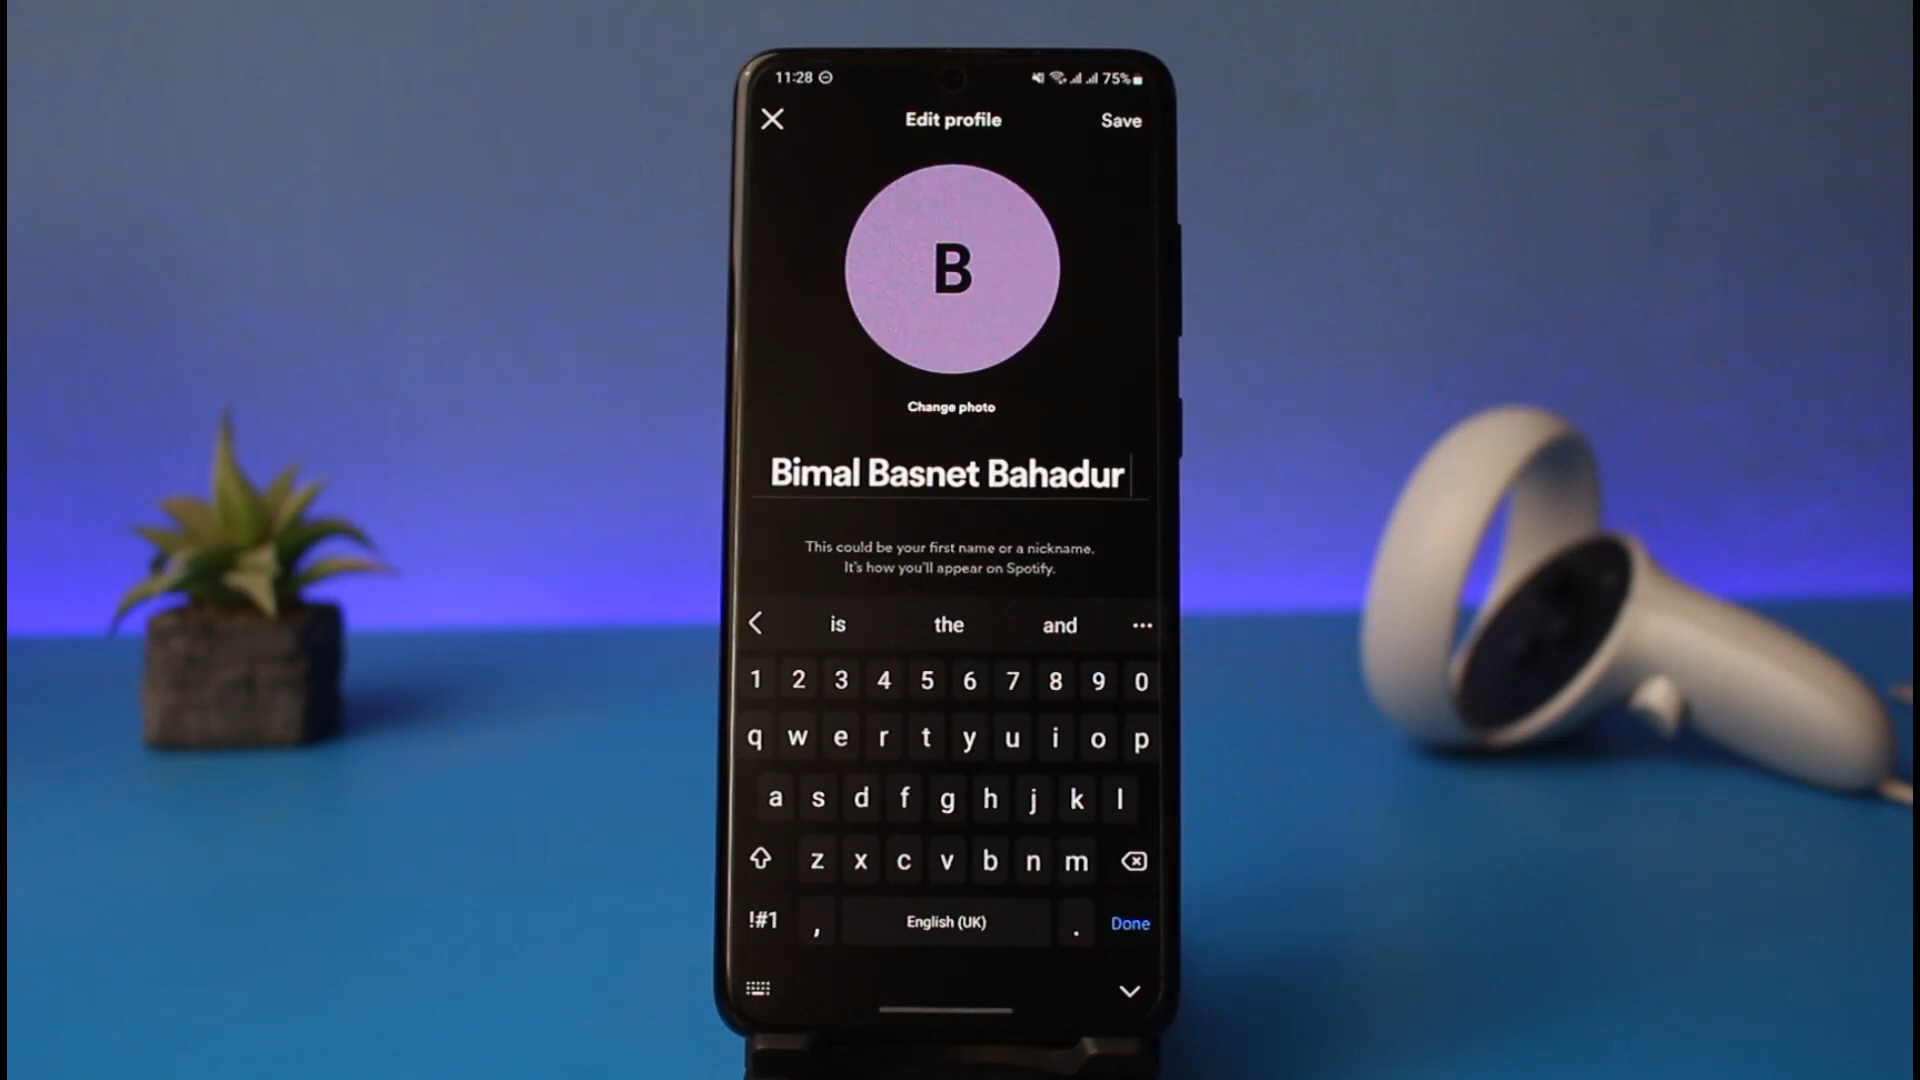 11:28
75%
Edit profile
Save
B
Change photo
Bimal Basnet Bahadur
This could be your first name or a nickname.
It's how you'll appear on Spotify.
is the and
1 2 3 4 5 6 7 8 9 0
q w e r t y u i o p
a s d f g h j k l
z x c v b n m
!#1 , English (UK) . Done